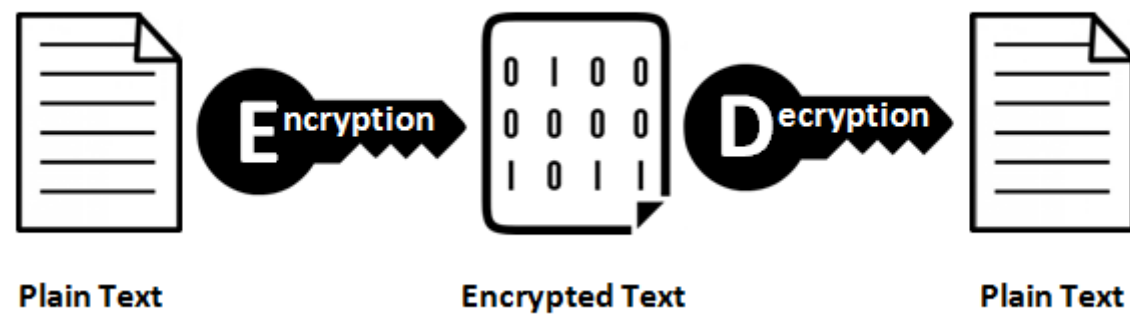 Encryption
0 1 0 0
0 0 0 0
1 0 1 1
Decryption
Plain Text
Encrypted Text
Plain Text